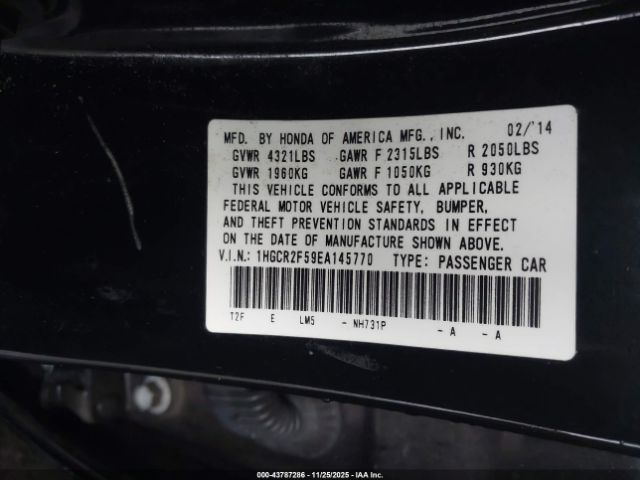 MFD. BY HONDA OF AMERICA MFG., INC. 02/'14
GVWR 4321LBS GAWR F 2315LBS R 2050LBS
GVWR 1960KG GAWR F 1050KG R 930KG
THIS VEHICLE CONFORMS TO ALL APPLICABLE
FEDERAL MOTOR VEHICLE SAFETY, BUMPER,
AND THEFT PREVENTION STANDARDS IN EFFECT
ON THE DATE OF MANUFACTURE SHOWN ABOVE.
V.I.N.: 1HGCR2F59EA145770 TYPE: PASSENGER CAR
T2F E LM5 - NH731P - A - A
000-43787286 - 11/25/2025 - IAA Inc.